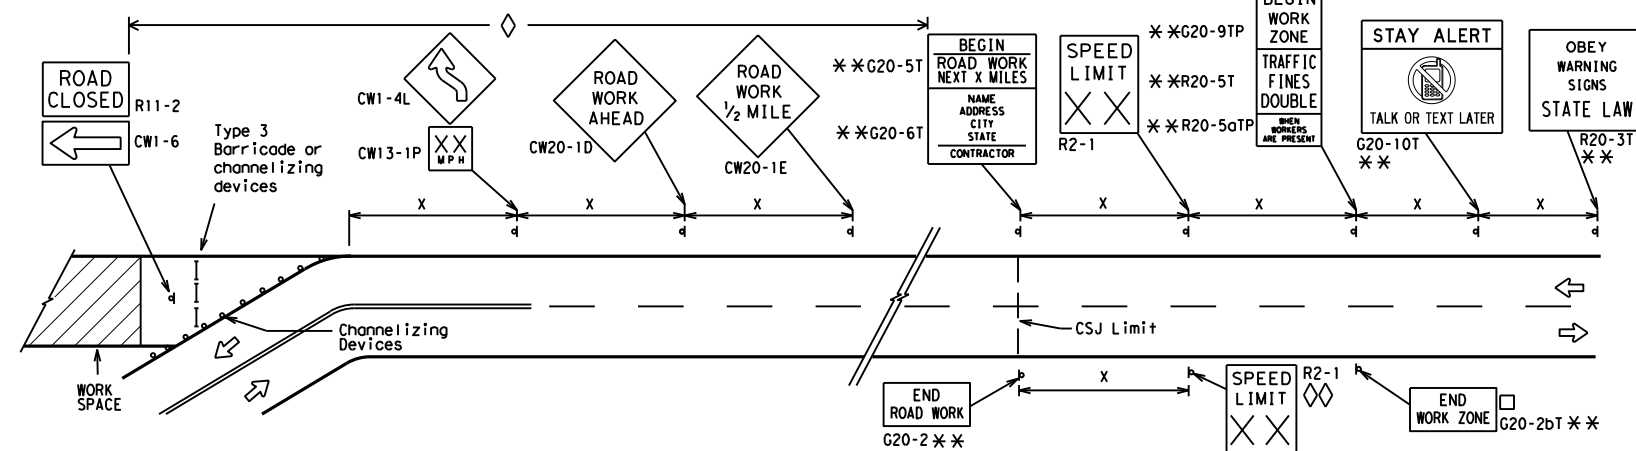 ROAD
CLOSED
R11-2
CW1-6
Type 3
Barricade or
channelizing
devices
CW1-4L
CW13-1P
XX
MPH
ROAD
WORK
AHEAD
CW20-1D
ROAD
WORK
1/2 MILE
CW20-1E
**G20-5T
**G20-6T
BEGIN
ROAD WORK
NEXT X MILES
NAME
ADDRESS
CITY
STATE
CONTRACTOR
SPEED
LIMIT
XX
R2-1
**G20-9TP
**R20-5T
**R20-5aTP
BEGIN
WORK
ZONE
TRAFFIC
FINES
DOUBLE
WHEN
WORKERS
ARE PRESENT
STAY ALERT
TALK OR TEXT LATER
G20-10T
**
OBEY
WARNING
SIGNS
STATE LAW
R20-3T
**
X
X
X
X
X
X
X
Channelizing
Devices
WORK
SPACE
CSJ Limit
END
ROAD WORK
G20-2 **
X
SPEED
LIMIT
XX
R2-1
END
WORK ZONE
G20-2bT **